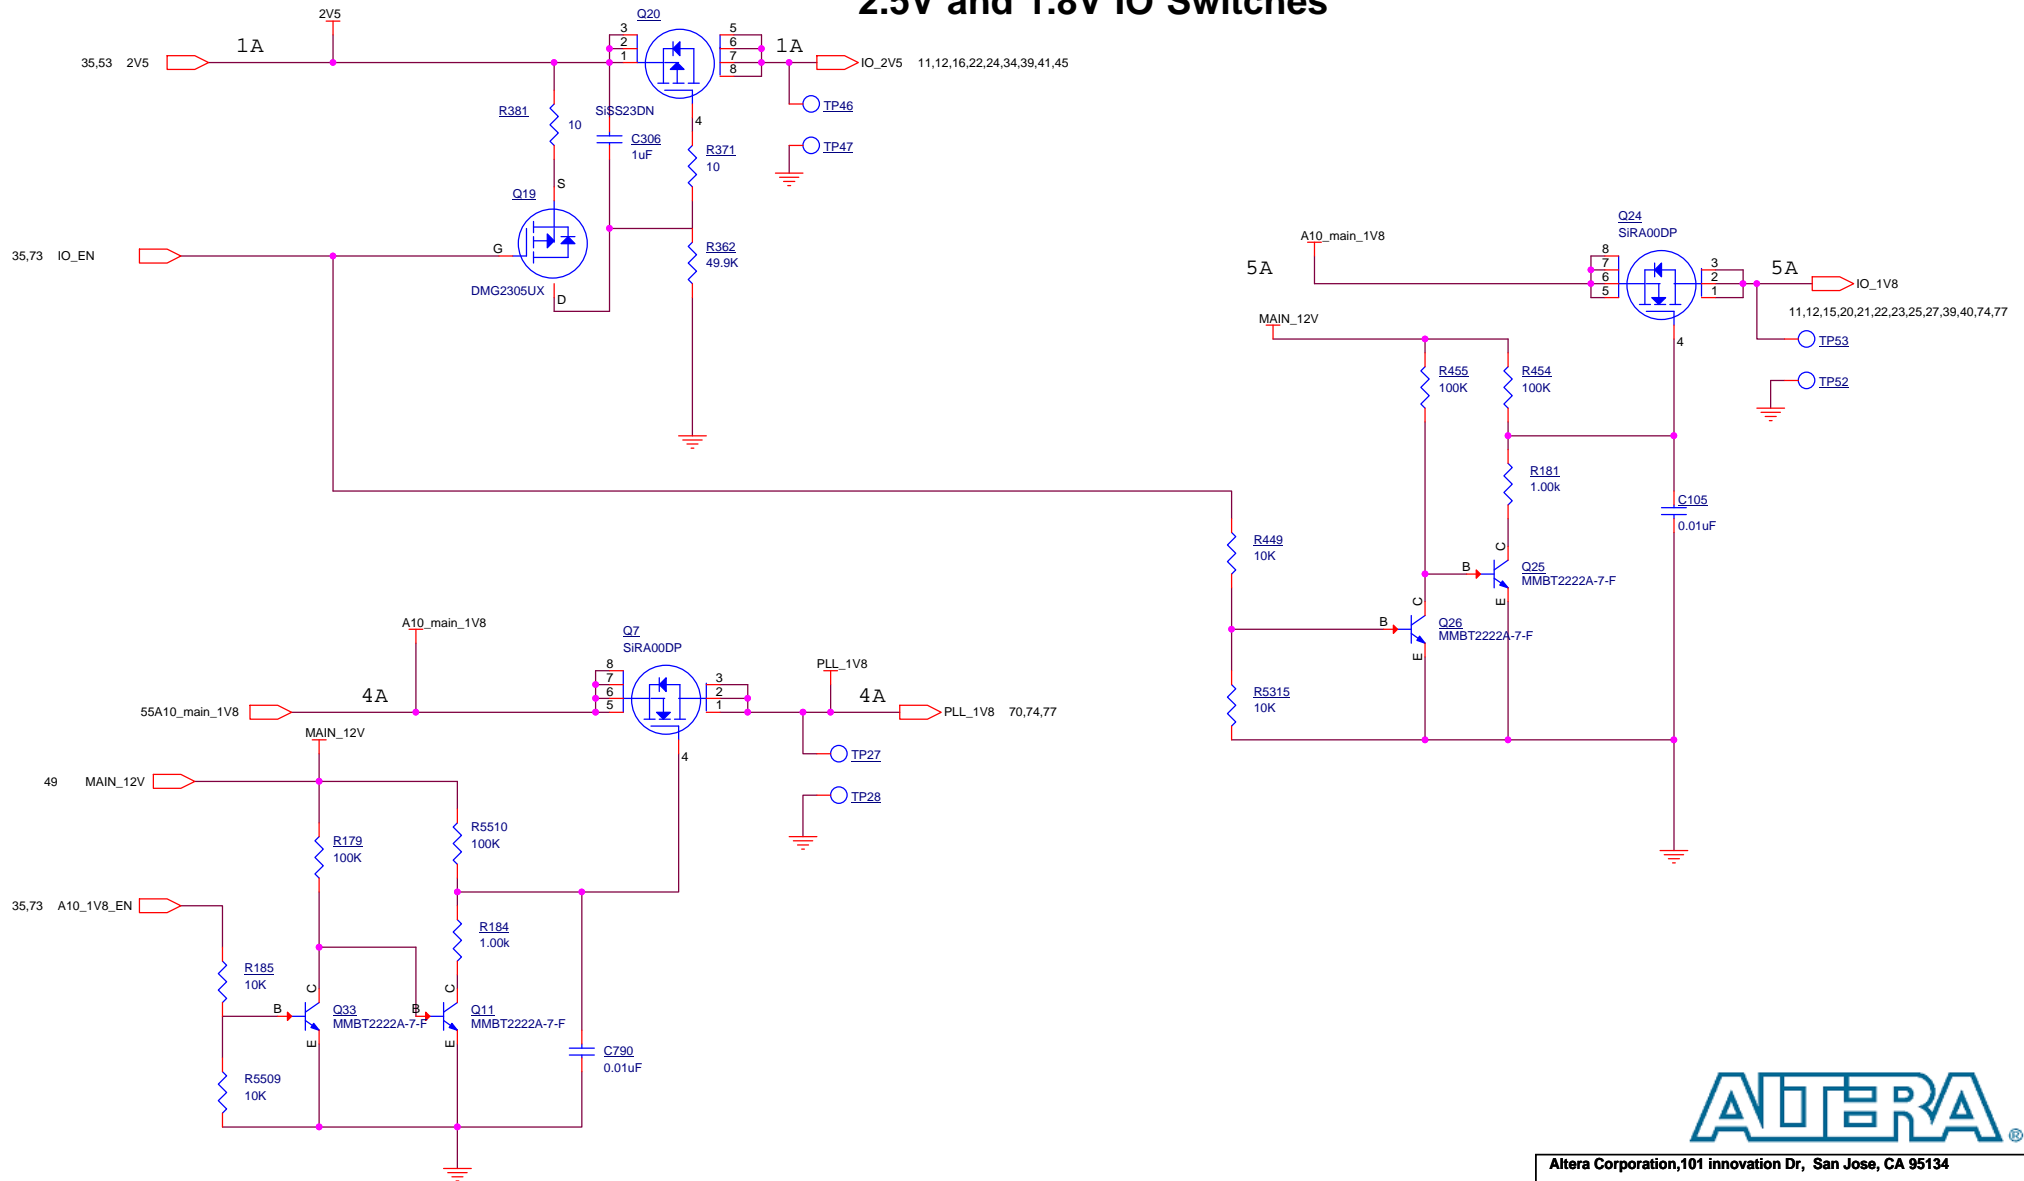 2.5V and 1.8V IO Switches
2V5
Q20
1A
3
2
1
5
6
7
8
1A
35,53 2V5
IO_2V5 11,12,16,22,24,34,39,41,45
R381
10
SiSS23DN
4
TP46
C306
1uF
R371
10
TP47
S
Q19
G
R362
49.9K
35,73 IO_EN
DMG2305UX
D
Q24
SiRA00DP
A10_main_1V8
5A
8
7
6
5
3
2
1
5A
IO_1V8
11,12,15,20,21,22,23,25,27,39,40,74,77
MAIN_12V
4
TP53
R455
100K
R454
100K
TP52
R181
1.00k
C105
0.01uF
R449
10K
C
B
Q25
MMBT2222A-7-F
E
C
B
Q26
MMBT2222A-7-F
E
R5315
10K
A10_main_1V8
Q7
SiRA00DP
PLL_1V8
4A
8
7
6
5
3
2
1
4A
55A10_main_1V8
PLL_1V8 70,74,77
MAIN_12V
4
TP27
49 MAIN_12V
TP28
R179
100K
R5510
100K
35,73 A10_1V8_EN
R184
1.00k
R185
10K
C
B
Q33
MMBT2222A-7-F
E
C
B
Q11
MMBT2222A-7-F
E
C790
0.01uF
R5509
10K
ALTERA
®
Altera Corporation,101 innovation Dr, San Jose, CA 95134